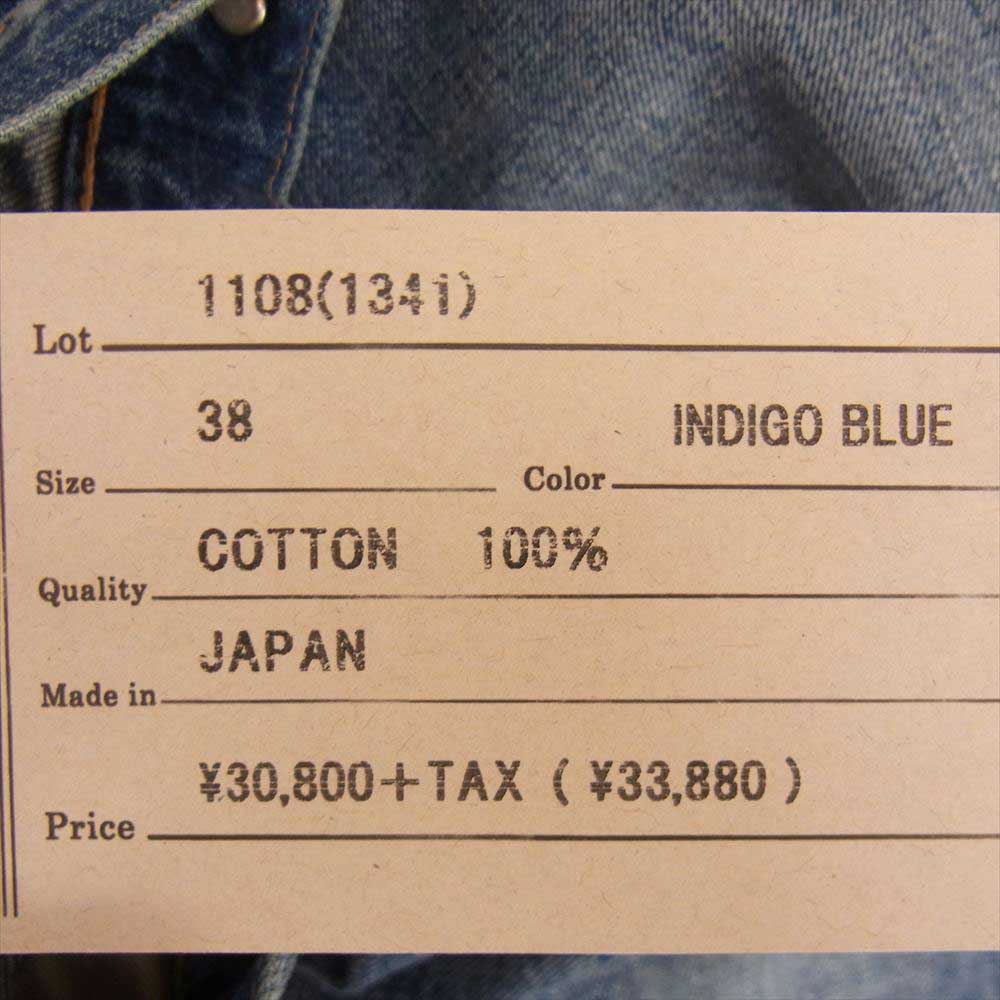 Lot 1108(134i)
Size 38 Color INDIGO BLUE
Quality COTTON 100%
Made in JAPAN
Price ¥30,800+TAX (¥33,880)